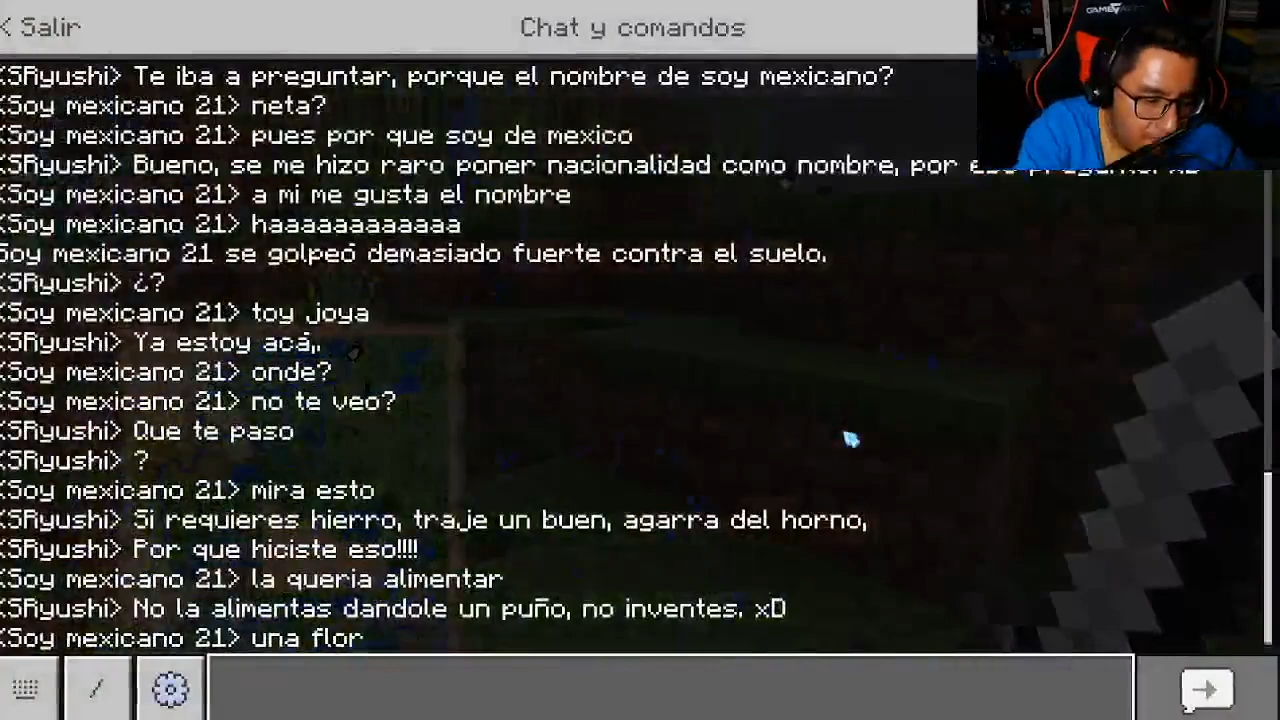 < Salir
Chat y comandos
<SRyushi> Te iba a preguntar, porque el nombre de soy mexicano?
<Soy mexicano 21> neta?
<Soy mexicano 21> pues por que soy de mexico
<SRyushi> Bueno, se me hizo raro poner nacionalidad como nombre, por
<Soy mexicano 21> a mi me gusta el nombre
<Soy mexicano 21> haaaaaaaaaaaa
Soy mexicano 21 se golpeó demasiado fuerte contra el suelo.
<SRyushi> ¿?
<Soy mexicano 21> toy joya
<SRyushi> Ya estoy acá,.
<Soy mexicano 21> onde?
<Soy mexicano 21> no te veo?
<SRyushi> Que te paso
<SRyushi> ?
<Soy mexicano 21> mira esto
<SRyushi> Si requieres hierro, traje un buen, agarra del horno,
<SRyushi> Por que hiciste eso!!!!
<Soy mexicano 21> la queria alimentar
<SRyushi> No la alimentas dandole un puño, no inventes. xD
<Soy mexicano 21> una flor
/